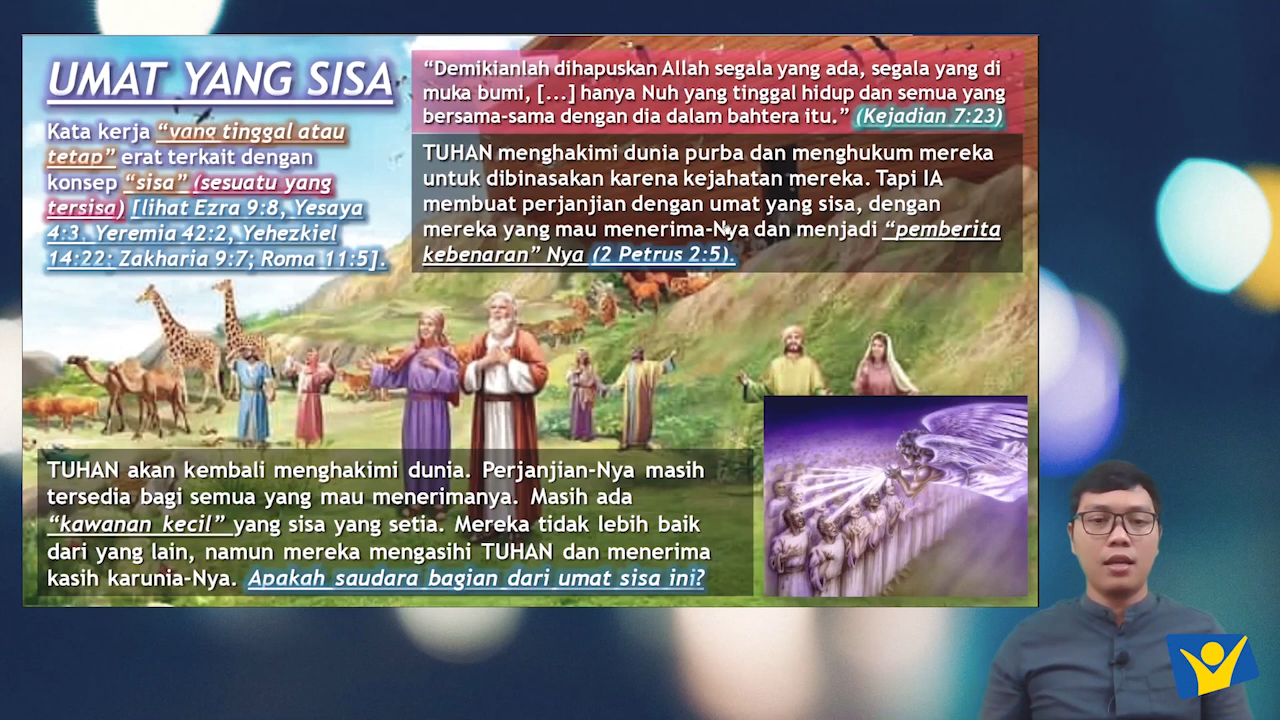 UMAT YANG SISA
Kata kerja “yang tinggal atau
tetap” erat terkait dengan
konsep “sisa” (sesuatu yang
tersisa) [lihat Ezra 9:8, Yesaya
4:3, Yeremia 42:2, Yehezkiel
14:22; Zakharia 9:7; Roma 11:5].
“Demikianlah dihapuskan Allah segala yang ada, segala yang di
muka bumi, [...] hanya Nuh yang tinggal hidup dan semua yang
bersama-sama dengan dia dalam bahtera itu.” (Kejadian 7:23)
TUHAN menghakimi dunia purba dan menghukum mereka
untuk dibinasakan karena kejahatan mereka. Tapi IA
membuat perjanjian dengan umat yang sisa, dengan
mereka yang mau menerima-Nya dan menjadi “pemberita
kebenaran” Nya (2 Petrus 2:5).
TUHAN akan kembali menghakimi dunia. Perjanjian-Nya masih
tersedia bagi semua yang mau menerimanya. Masih ada
“kawanan kecil” yang sisa yang setia. Mereka tidak lebih baik
dari yang lain, namun mereka mengasihi TUHAN dan menerima
kasih karunia-Nya. Apakah saudara bagian dari umat sisa ini?